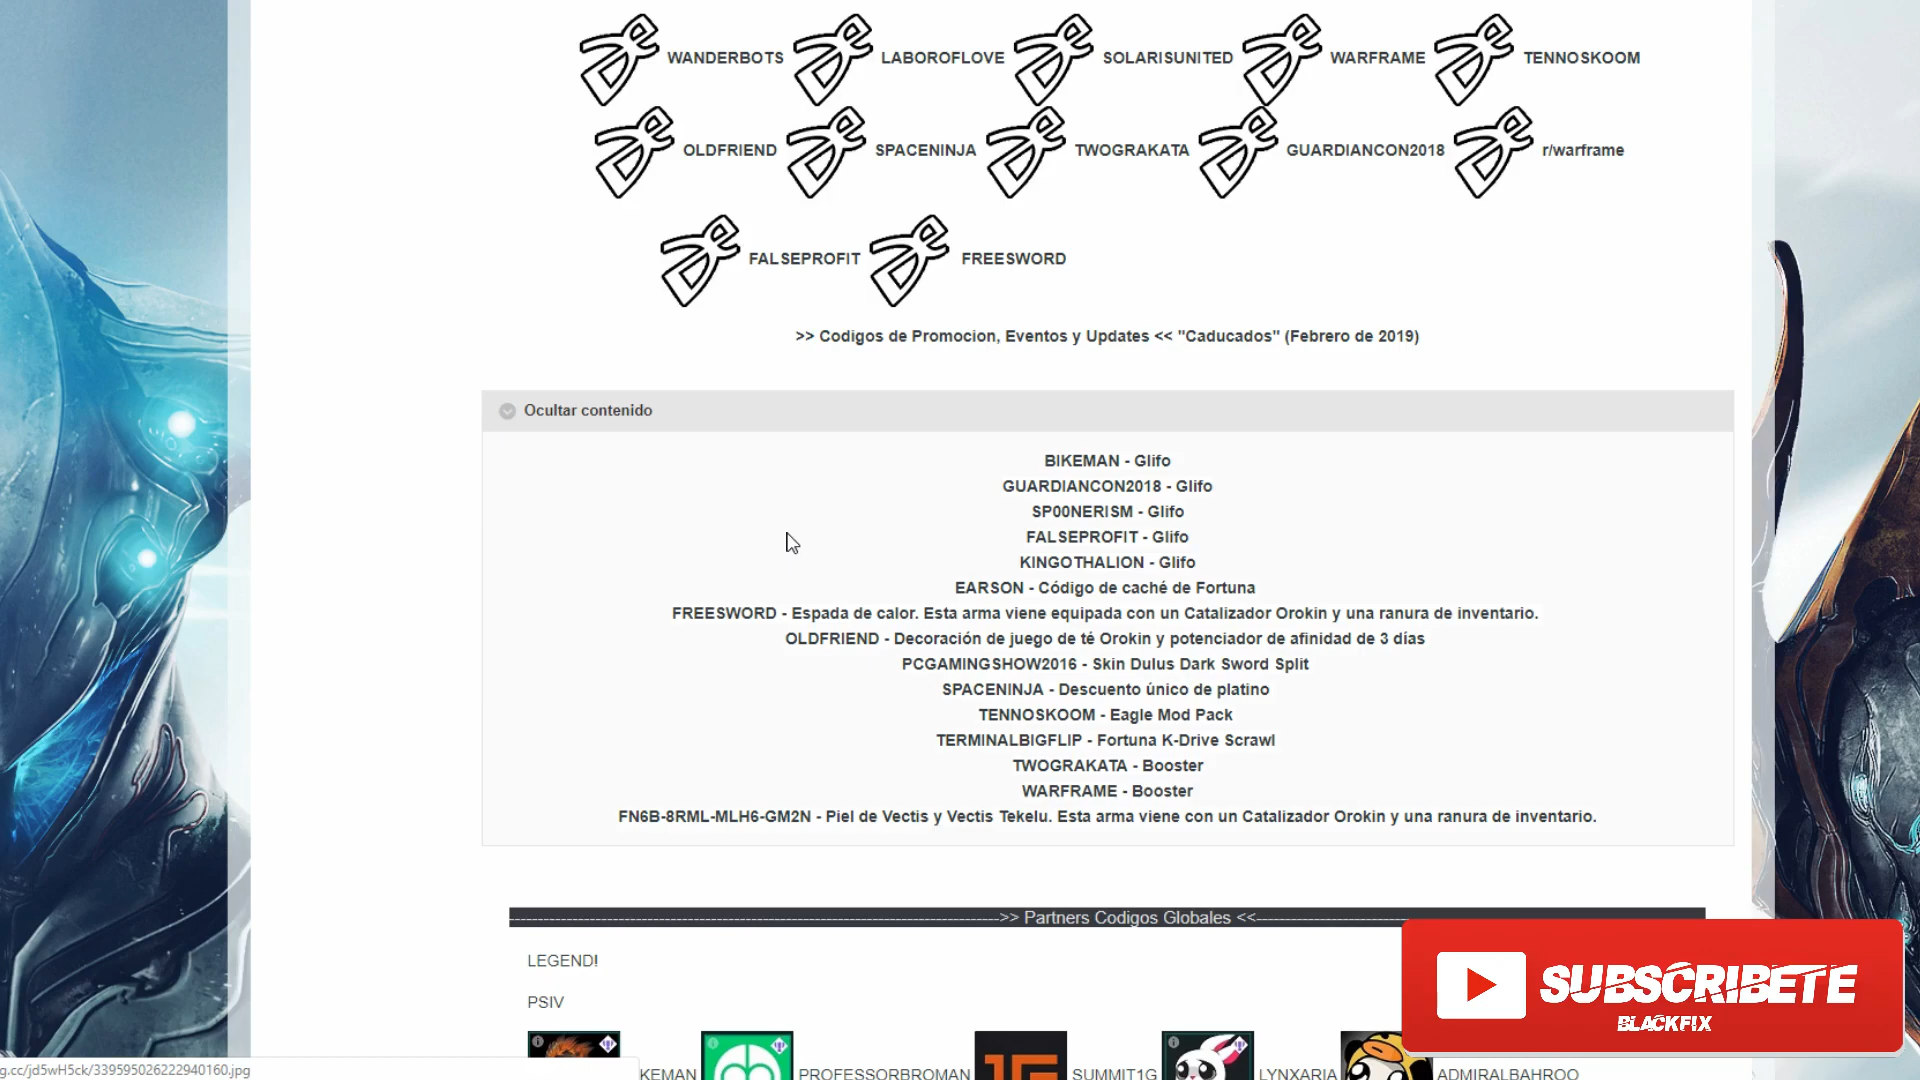 WANDERBOTS LABOROFLOVE SOLARISUNITED WARFRAME TENNOSKOOM
OLDFRIEND SPACENINJA TWOGRAKATA GUARDIANCON2018 r/warframe
FALSEPROFIT FREESWORD
>> Codigos de Promocion, Eventos y Updates << "Caducados" (Febrero de 2019)
Ocultar contenido
BIKEMAN - Glifo
GUARDIANCON2018 - Glifo
SP00NERISM - Glifo
FALSEPROFIT - Glifo
KINGOTHALION - Glifo
EARSON - Código de caché de Fortuna
FREESWORD - Espada de calor. Esta arma viene equipada con un Catalizador Orokin y una ranura de inventario.
OLDFRIEND - Decoración de juego de té Orokin y potenciador de afinidad de 3 días
PCGAMINGSHOW2016 - Skin Dulus Dark Sword Split
SPACENINJA - Descuento único de platino
TENNOSKOOM - Eagle Mod Pack
TERMINALBIGFLIP - Fortuna K-Drive Scrawl
TWOGRAKATA - Booster
WARFRAME - Booster
FN6B-8RML-MLH6-GM2N - Piel de Vectis y Vectis Tekelu. Esta arma viene con un Catalizador Orokin y una ranura de inventario.
>> Partners Codigos Globales <<
LEGEND!
PSIV
SUBSCRIBETE
BLACKFIX
g.cc/jd5wH5ck/339595026222940160.jpg
KEMAN PROFESSORBROMAN SUMMIT1G LYNXARIA ADMIRALBAHROO